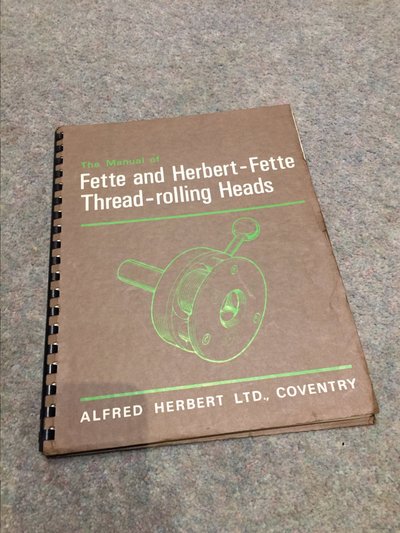 The Manual of
Fette and Herbert-Fette
Thread-rolling Heads
ALFRED HERBERT LTD., COVENTRY